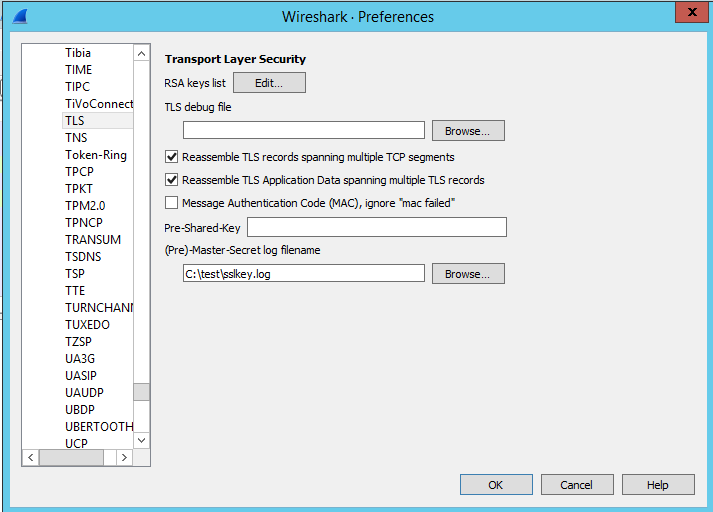 Wireshark · Preferences
x
Tibia
TIME
TIPC
TiVoConnect
TLS
TNS
Token-Ring
TPCP
TPKT
TPM2.0
TPNCP
TRANSUM
TSDNS
TSP
TTE
TURNCHANN
TUXEDO
TZSP
UA3G
UASIP
UAUDP
UBDP
UBERTOOTH
UCP
Transport Layer Security
RSA keys list Edit...
TLS debug file
Browse...
Reassemble TLS records spanning multiple TCP segments
Reassemble TLS Application Data spanning multiple TLS records
Message Authentication Code (MAC), ignore "mac failed"
Pre-Shared-Key
(Pre)-Master-Secret log filename
C:\test\sslkey.log Browse...
OK Cancel Help